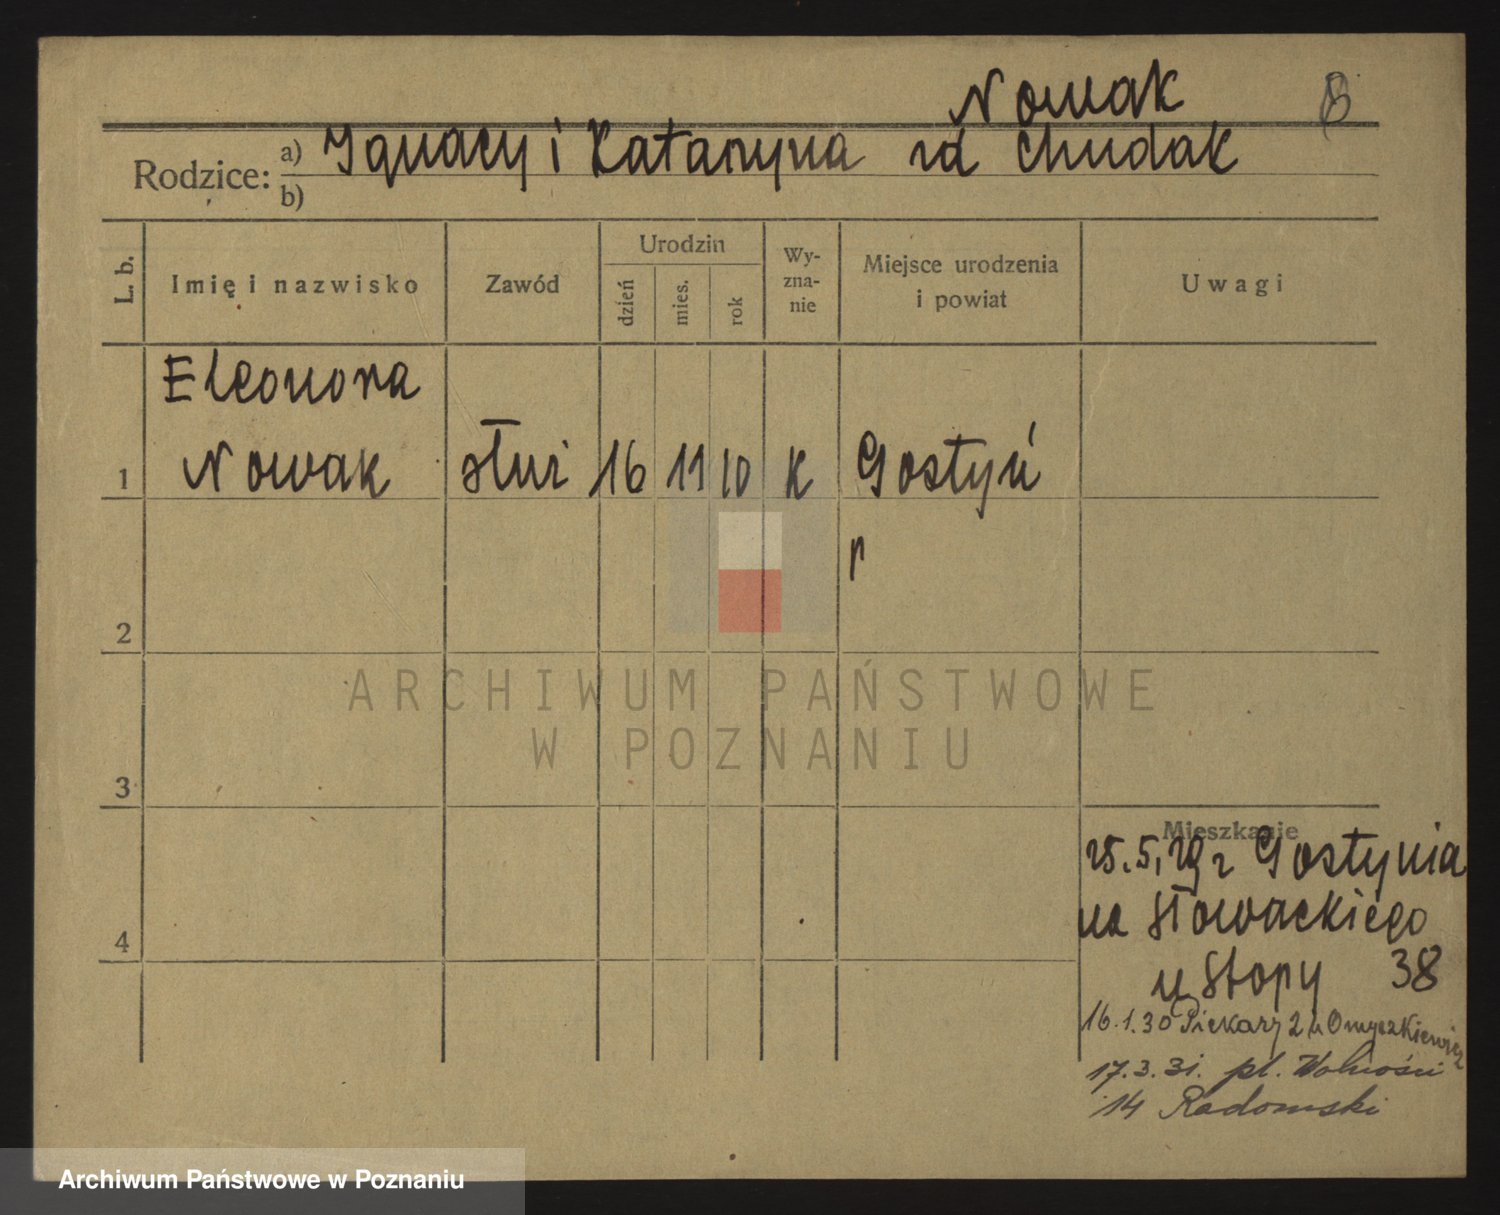 Nowak
Rodzice: a) Ignacy i Katarzyna zd Chudak
b)
L. b.
Imię i nazwisko
Zawód
Urodzin
dzień
mies.
rok
Wy-
zna-
nie
Miejsce urodzenia
i powiat
Uwagi
Eleonora
1 Nowak służ 16 11 10 K Gostyń
2
3
4
ARCHIWUM PAŃSTWOWE
W POZNANIU
Mieszkanie
25.5.29 z Gostynia
na Słowackiego
u Stopy 38
16.1.30 Piekary 2 u
17.3.31. pl. Wolności
14 Radomski
Archiwum Państwowe w Poznaniu